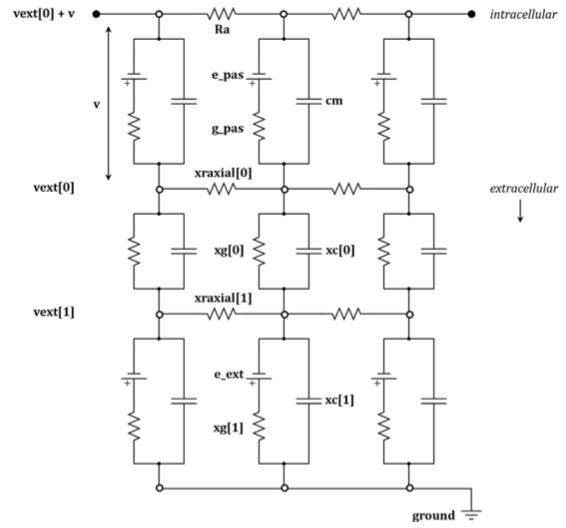 vext[0] + v
intracellular
Ra
e_pas
+
+
+
cm
v
g_pas
xraxial[0]
vext[0]
extracellular
xg[0]
xc[0]
xraxial[1]
vext[1]
e_ext
+
+
+
xc[1]
xg[1]
ground